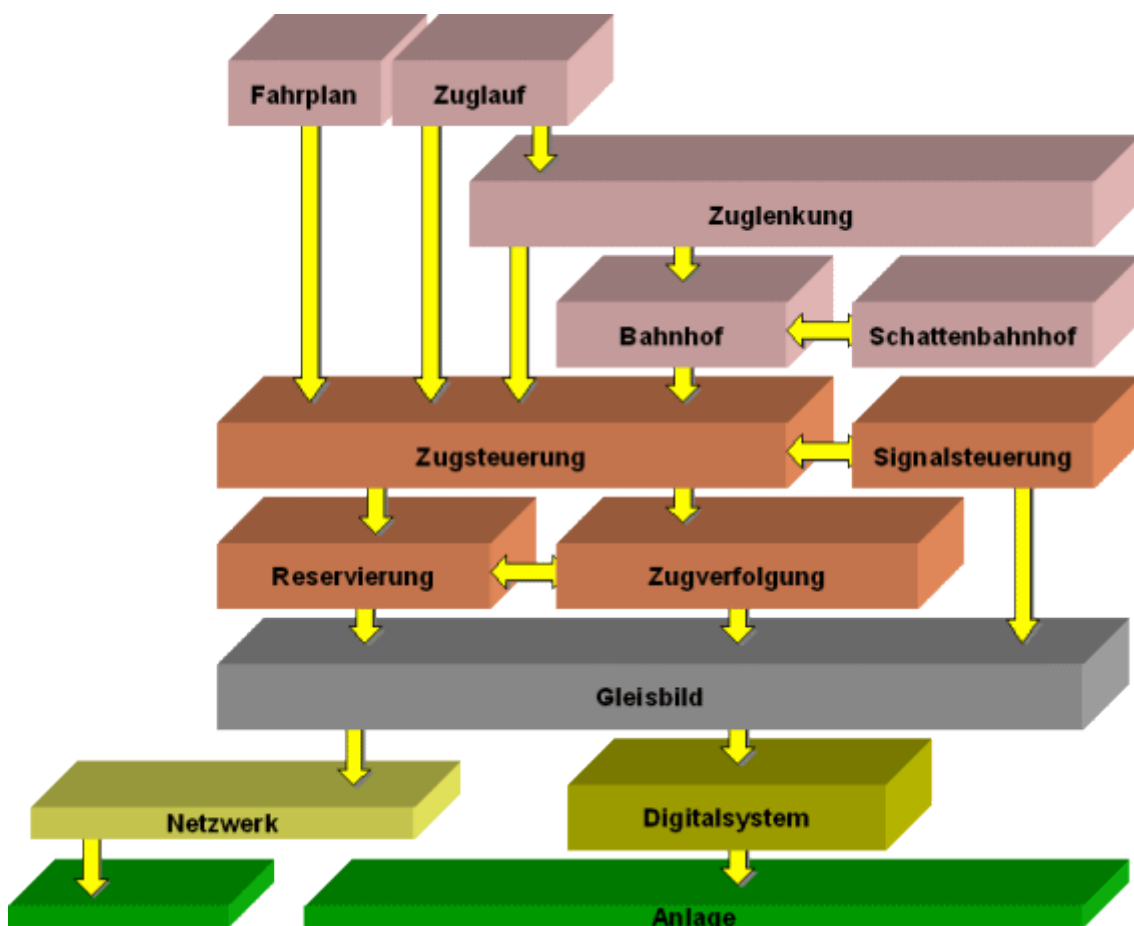 Fahrplan
Zuglauf
Zuglenkung
Bahnhof
Schattenbahnhof
Zugsteuerung
Signalsteuerung
Reservierung
Zugverfolgung
Gleisbild
Netzwerk
Digitalsystem
Anlage